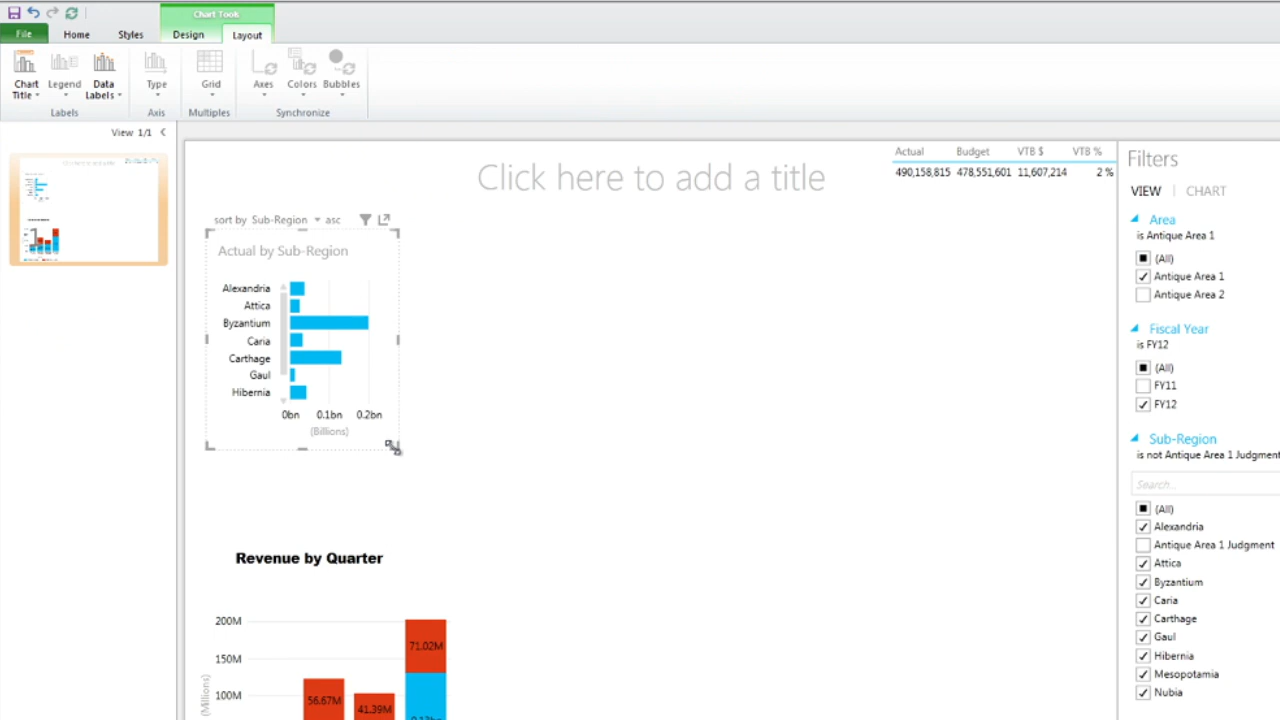 Chart Tools
File Home Styles Design Layout
Chart Title Legend Data Labels Type Grid Axes Colors Bubbles
Labels Axis Multiples Synchronize
View 1/1
Click here to add a title
Actual Budget VTB $ VTB %
490,158,815 478,551,601 11,607,214 2 %
sort by Sub-Region asc
Actual by Sub-Region
Alexandria
Attica
Byzantium
Caria
Carthage
Gaul
Hibernia
0bn 0.1bn 0.2bn
(Billions)
Revenue by Quarter
200M
150M
100M
(Millions)
71.02M
56.67M
41.39M
Filters
VIEW CHART
Area
is Antique Area 1
(All)
Antique Area 1
Antique Area 2
Fiscal Year
is FY12
(All)
FY11
FY12
Sub-Region
is not Antique Area 1 Judgment
Search...
(All)
Alexandria
Antique Area 1 Judgment
Attica
Byzantium
Caria
Carthage
Gaul
Hibernia
Mesopotamia
Nubia